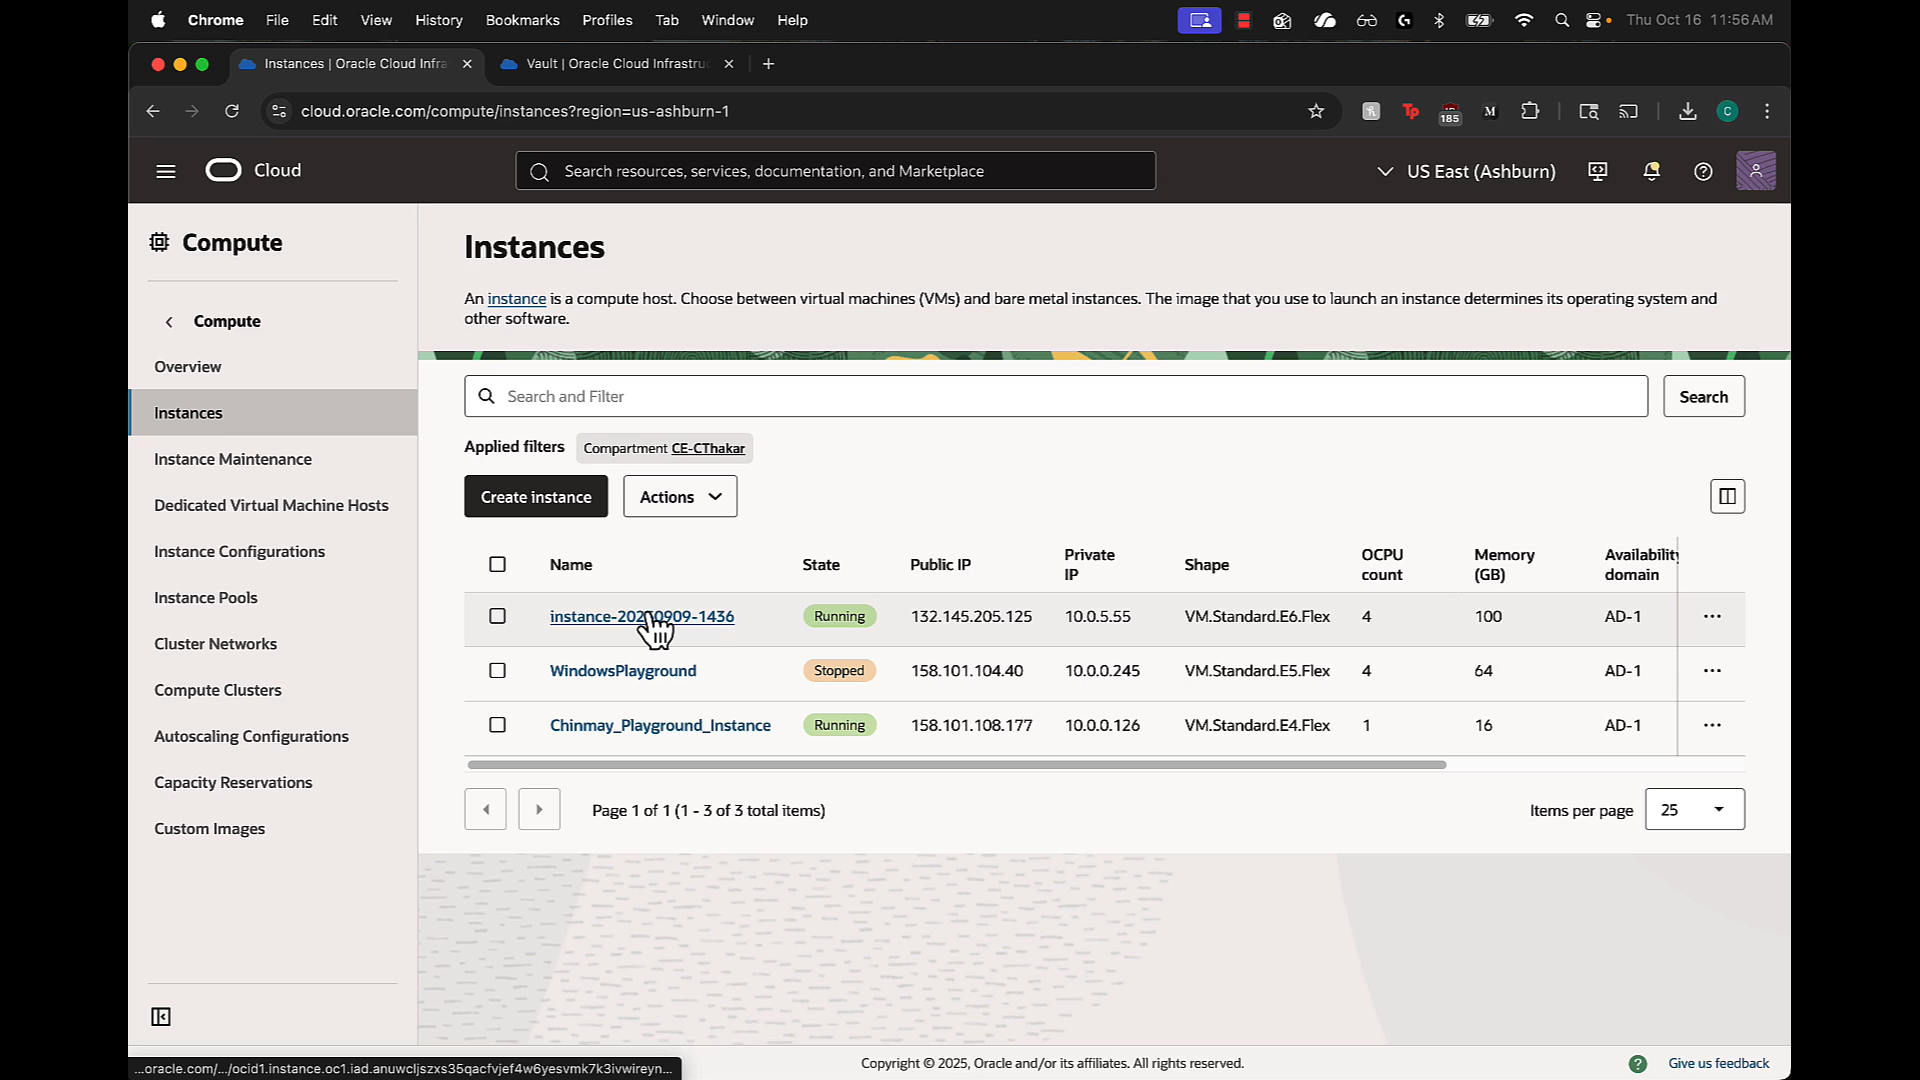 Chrome File Edit View History Bookmarks Profiles Tab Window Help Thu Oct 16 11:56 AM
Instances | Oracle Cloud Infra Vault | Oracle Cloud Infrastru
cloud.oracle.com/compute/instances?region=us-ashburn-1 Tp 185 M C
Cloud Search resources, services, documentation, and Marketplace US East (Ashburn)
Compute
Compute
Overview
Instances
Instance Maintenance
Dedicated Virtual Machine Hosts
Instance Configurations
Instance Pools
Cluster Networks
Compute Clusters
Autoscaling Configurations
Capacity Reservations
Custom Images
Instances
An instance is a compute host. Choose between virtual machines (VMs) and bare metal instances. The image that you use to launch an instance determines its operating system and
other software.
Search and Filter Search
Applied filters Compartment CE-CThakar
Create instance Actions
Name State Public IP Private IP Shape OCPU count Memory (GB) Availability domain
Running 132.145.205.125 10.0.5.55 VM.Standard.E6.Flex 4 100 AD-1
WindowsPlayground Stopped 158.101.104.40 10.0.0.245 VM.Standard.E5.Flex 4 64 AD-1
Chinmay_Playground_Instance Running 158.101.108.177 10.0.0.126 VM.Standard.E4.Flex 1 16 AD-1
Page 1 of 1 (1 - 3 of 3 total items) Items per page 25
Copyright © 2025, Oracle and/or its affiliates. All rights reserved. Give us feedback